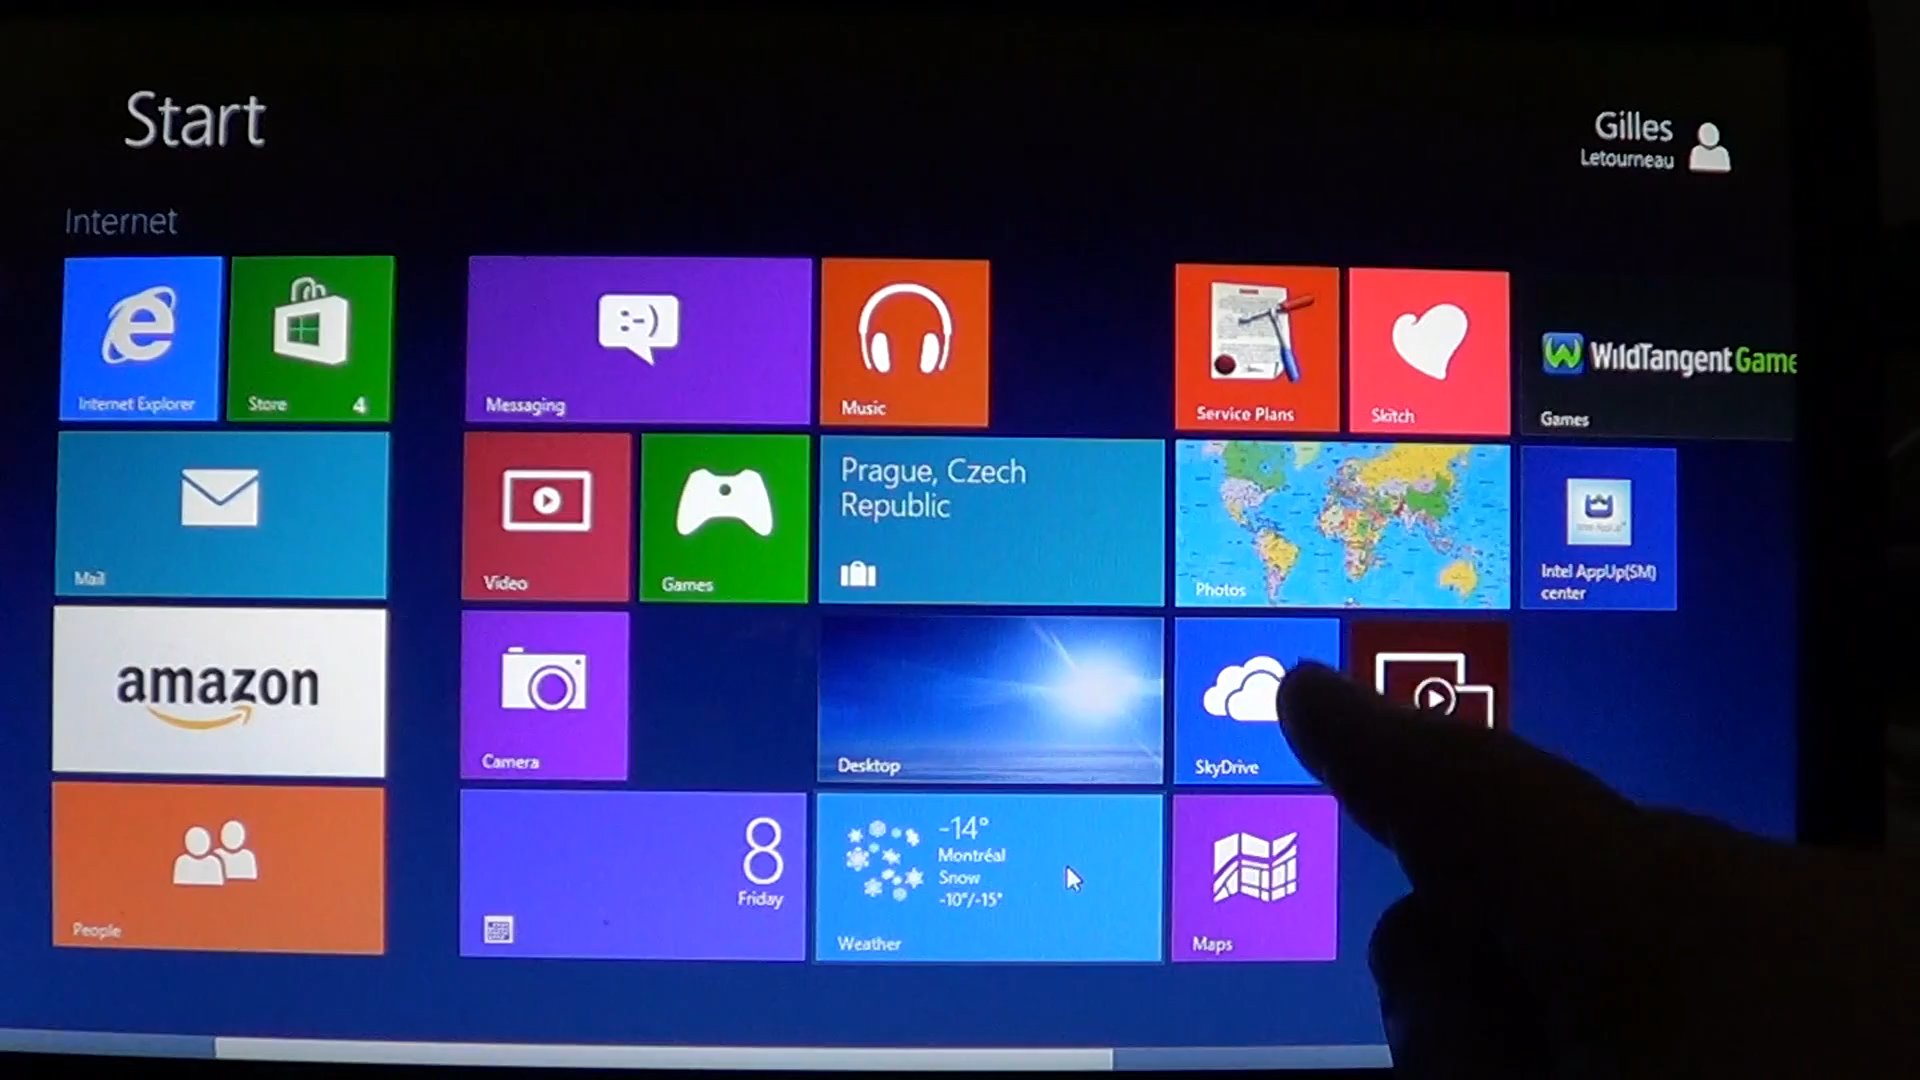 Start
Gilles
Letourneau
Internet
Internet Explorer
Store
4
Messaging
:-)
Music
Service Plans
Skitch
WildTangent Game
Games
Mail
Video
Games
Prague, Czech
Republic
Photos
Intel AppUp(SM)
center
amazon
Camera
Desktop
SkyDrive
People
8
Friday
-14°
Montréal
Snow
-10°/-15°
Weather
Maps